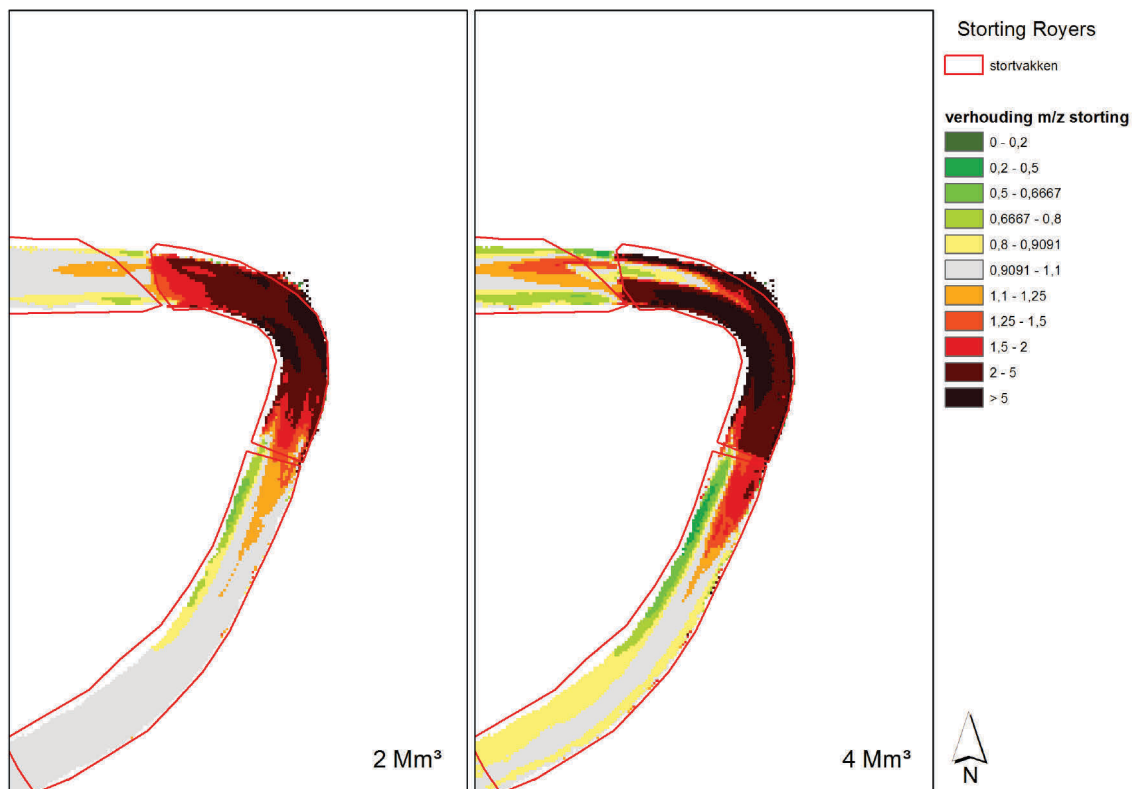 Storting Royers
stortvakken
verhouding m/z storting
0 - 0,2
0,2 - 0,5
0,5 - 0,6667
0,6667 - 0,8
0,8 - 0,9091
0,9091 - 1,1
1,1 - 1,25
1,25 - 1,5
1,5 - 2
2 - 5
> 5
2 Mm³
4 Mm³
N